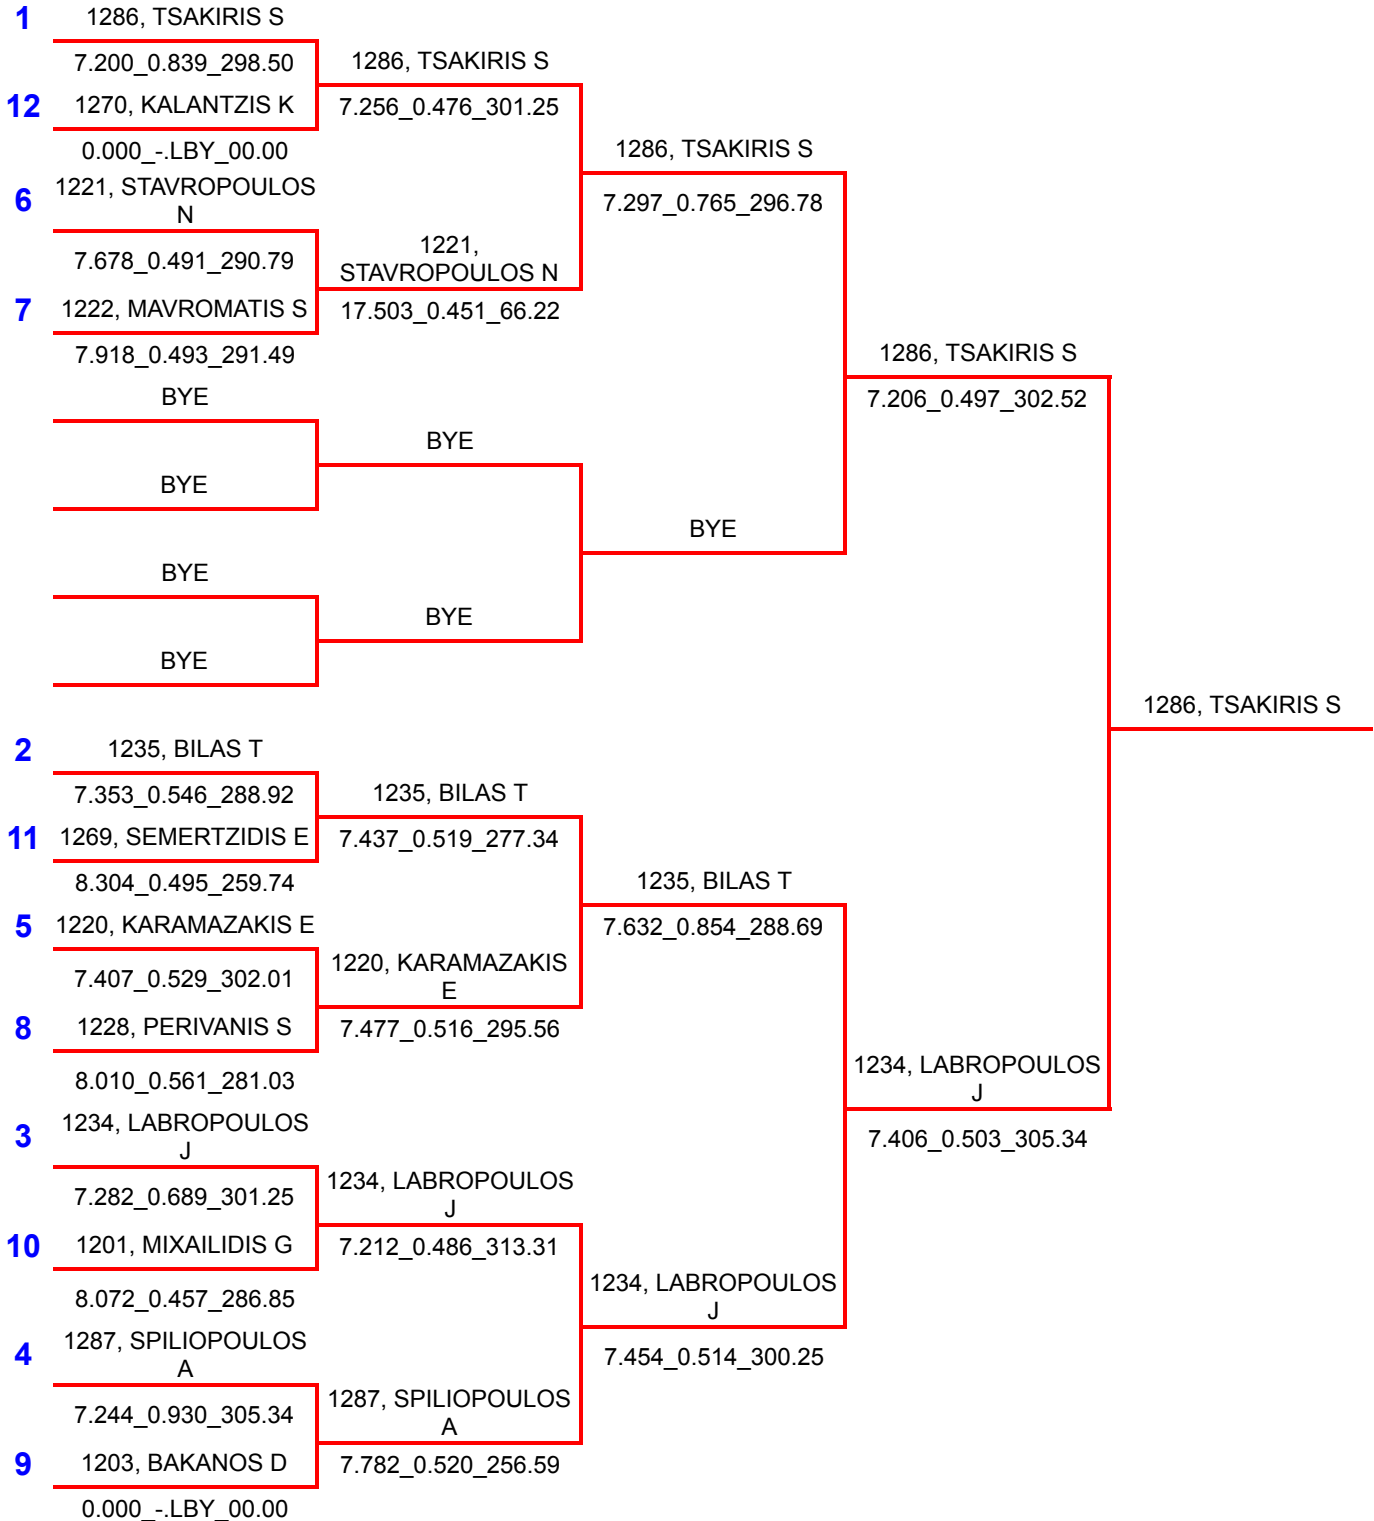 1
1286, TSAKIRIS S
7.200_0.839_298.50
1286, TSAKIRIS S
12
1270, KALANTZIS K
7.256_0.476_301.25
0.000_-.LBY_00.00
1286, TSAKIRIS S
6
1221, STAVROPOULOS
N
7.297_0.765_296.78
7.678_0.491_290.79
1221,
STAVROPOULOS N
7
1222, MAVROMATIS S
17.503_0.451_66.22
7.918_0.493_291.49
1286, TSAKIRIS S
7.206_0.497_302.52
BYE
BYE
BYE
BYE
BYE
BYE
BYE
1286, TSAKIRIS S
2
1235, BILAS T
7.353_0.546_288.92
1235, BILAS T
11
1269, SEMERTZIDIS E
7.437_0.519_277.34
8.304_0.495_259.74
1235, BILAS T
5
1220, KARAMAZAKIS E
7.632_0.854_288.69
7.407_0.529_302.01
1220, KARAMAZAKIS
E
8
1228, PERIVANIS S
7.477_0.516_295.56
8.010_0.561_281.03
1234, LABROPOULOS
J
7.406_0.503_305.34
3
1234, LABROPOULOS
J
7.282_0.689_301.25
1234, LABROPOULOS
J
10
1201, MIXAILIDIS G
7.212_0.486_313.31
8.072_0.457_286.85
1234, LABROPOULOS
J
7.454_0.514_300.25
4
1287, SPILIOPOULOS
A
7.244_0.930_305.34
1287, SPILIOPOULOS
A
9
1203, BAKANOS D
7.782_0.520_256.59
0.000_-.LBY_00.00